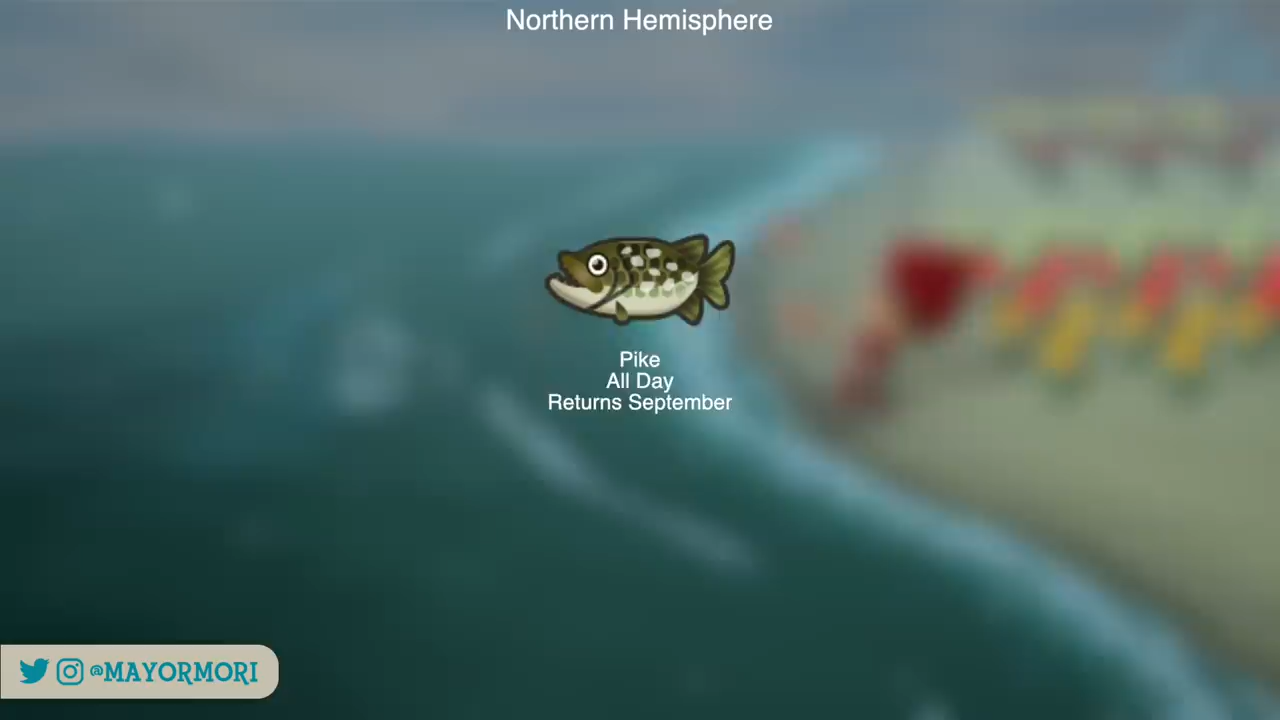 Northern Hemisphere
Pike
All Day
Returns September
@MAYORMORI